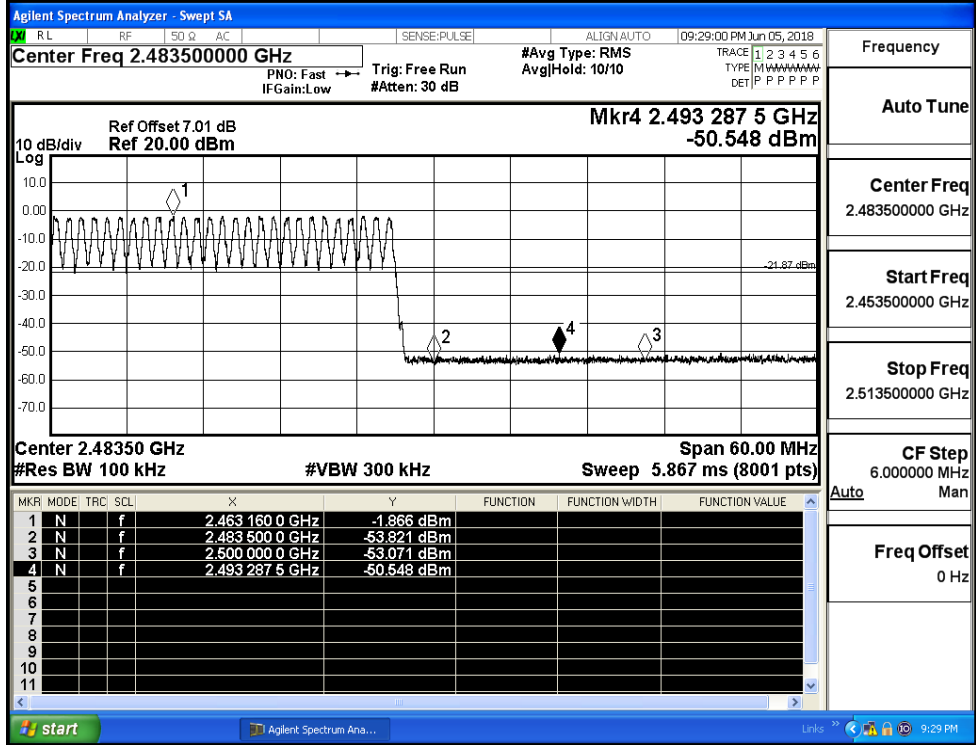 Agilent Spectrum Analyzer - Swept SA
LXI RL RF 50 Ω AC SENSE:PULSE ALIGN AUTO 09:29:00 PM Jun 05, 2018
Center Freq 2.483500000 GHz
PNO: Fast
IFGain:Low
Trig: Free Run
#Atten: 30 dB
#Avg Type: RMS
Avg|Hold: 10/10
TRACE 1 2 3 4 5 6
TYPE M WWWWW
DET P P P P P P
Ref Offset 7.01 dB
10 dB/div Ref 20.00 dBm
Log
Mkr4 2.493 287 5 GHz
-50.548 dBm
10.0
0.00
-10.0
-20.0
-30.0
-40.0
-50.0
-60.0
-70.0
1
2
4
3
-21.87 dBm
Center 2.48350 GHz Span 60.00 MHz
#Res BW 100 kHz #VBW 300 kHz Sweep 5.867 ms (8001 pts)
MKR MODE TRC SCL X Y FUNCTION FUNCTION WIDTH FUNCTION VALUE
1 N f 2.463 160 0 GHz -1.866 dBm
2 N f 2.483 500 0 GHz -53.821 dBm
3 N f 2.500 000 0 GHz -53.071 dBm
4 N f 2.493 287 5 GHz -50.548 dBm
5
6
7
8
9
10
11
Frequency
Auto Tune
Center Freq
2.483500000 GHz
Start Freq
2.453500000 GHz
Stop Freq
2.513500000 GHz
CF Step
6.000000 MHz
Auto Man
Freq Offset
0 Hz
start Agilent Spectrum Ana... Links 9:29 PM